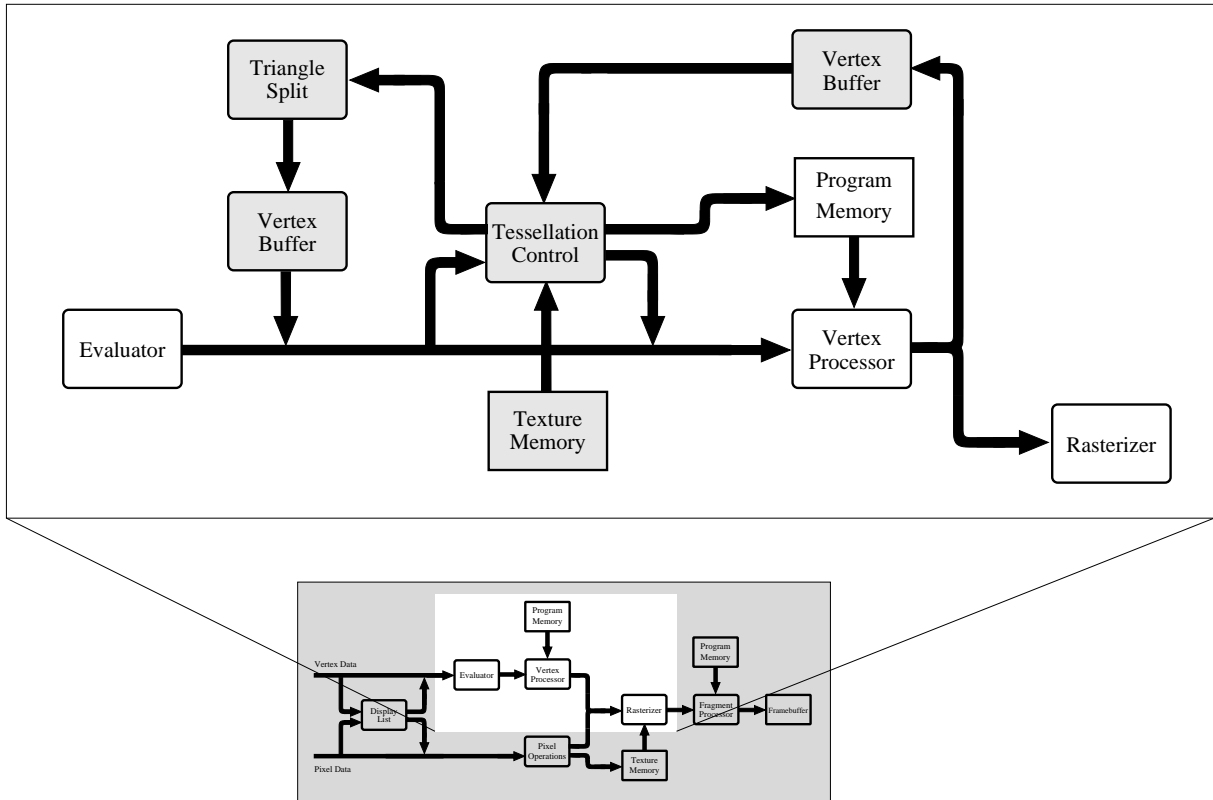 Triangle
Split
Vertex
Buffer
Vertex
Buffer
Program
Memory
Tessellation
Control
Evaluator
Vertex
Processor
Texture
Memory
Rasterizer
Program
Memory
Program
Memory
Vertex Data
Evaluator
Vertex
Processor
Display
List
Rasterizer
Fragment
Processor
Framebuffer
Pixel
Operations
Texture
Memory
Pixel Data